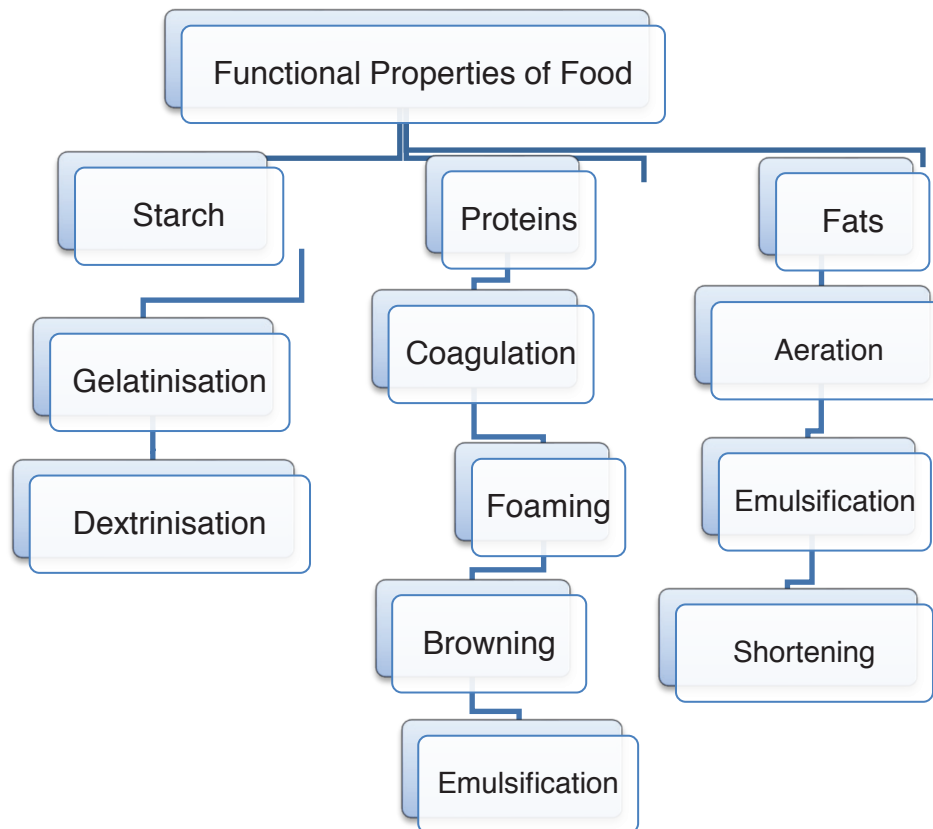 Functional Properties of Food
Starch
Proteins
Fats
Gelatinisation
Coagulation
Aeration
Dextrinisation
Foaming
Emulsification
Browning
Shortening
Emulsification